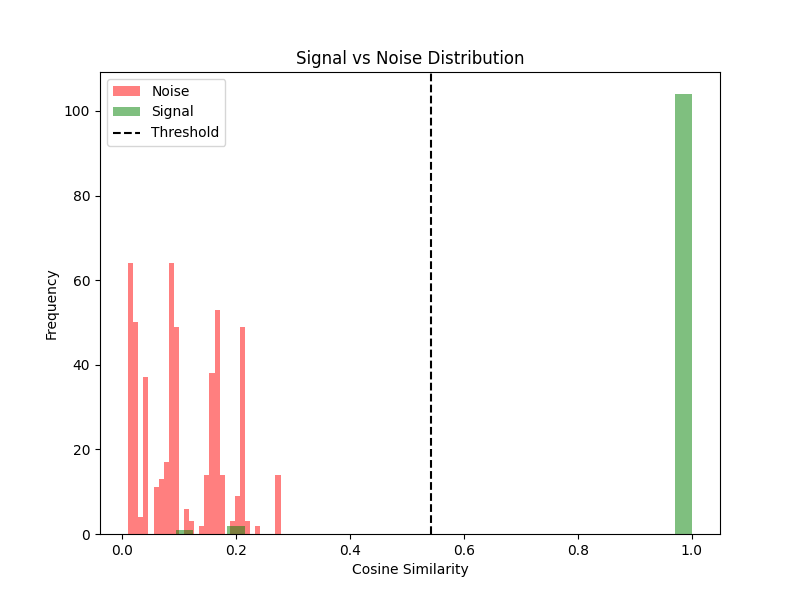 Signal vs Noise Distribution
Noise
Signal
Threshold
100
80
60
40
20
0
Frequency
0.0 0.2 0.4 0.6 0.8 1.0
Cosine Similarity